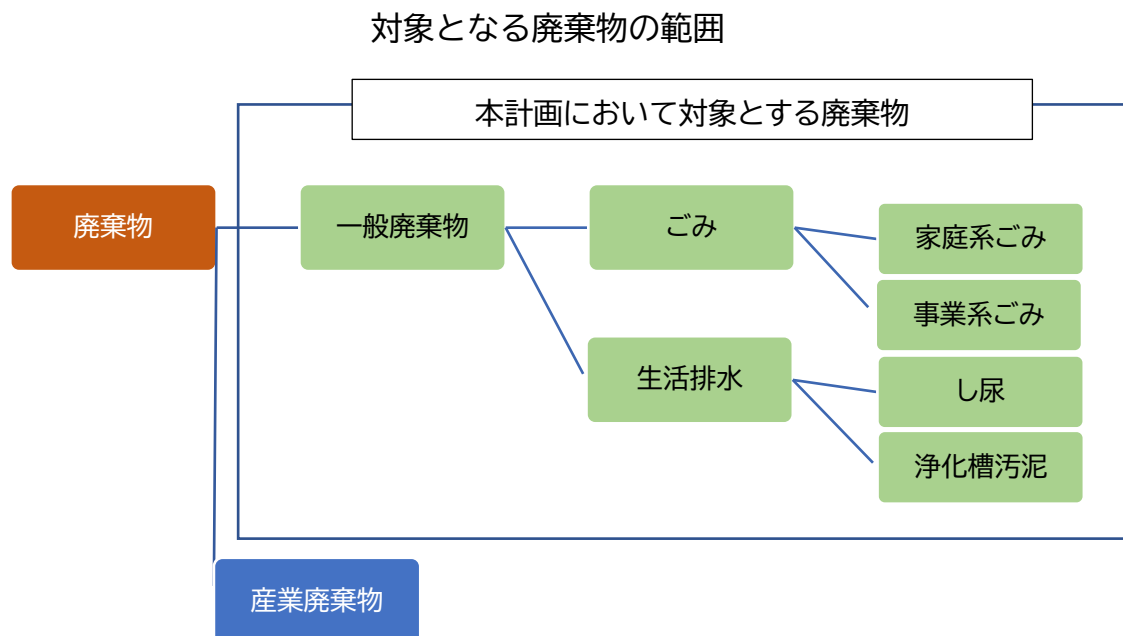 対象となる廃棄物の範囲
本計画において対象とする廃棄物
廃棄物
一般廃棄物
ごみ
家庭系ごみ
事業系ごみ
生活排水
し尿
浄化槽汚泥
産業廃棄物